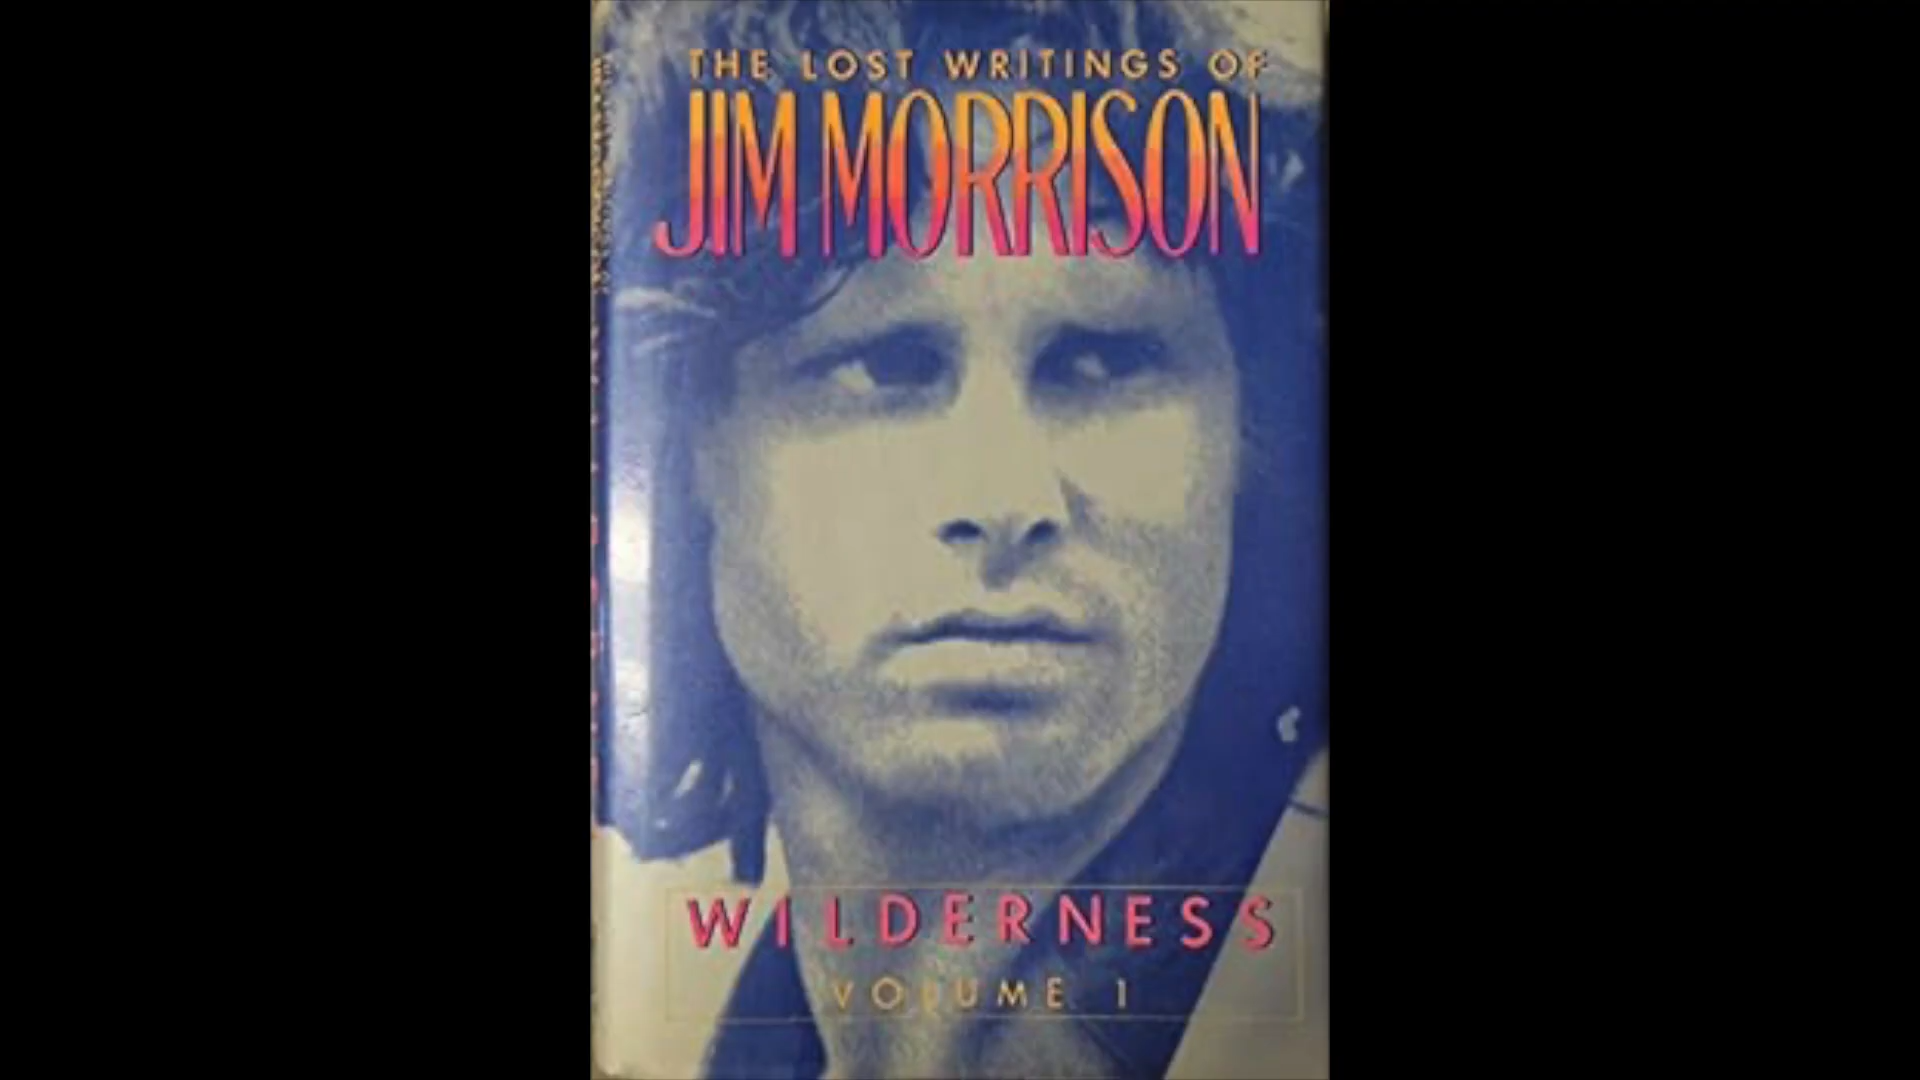 THE LOST WRITINGS OF
JIM MORRISON
WILDERNESS
VOLUME 1